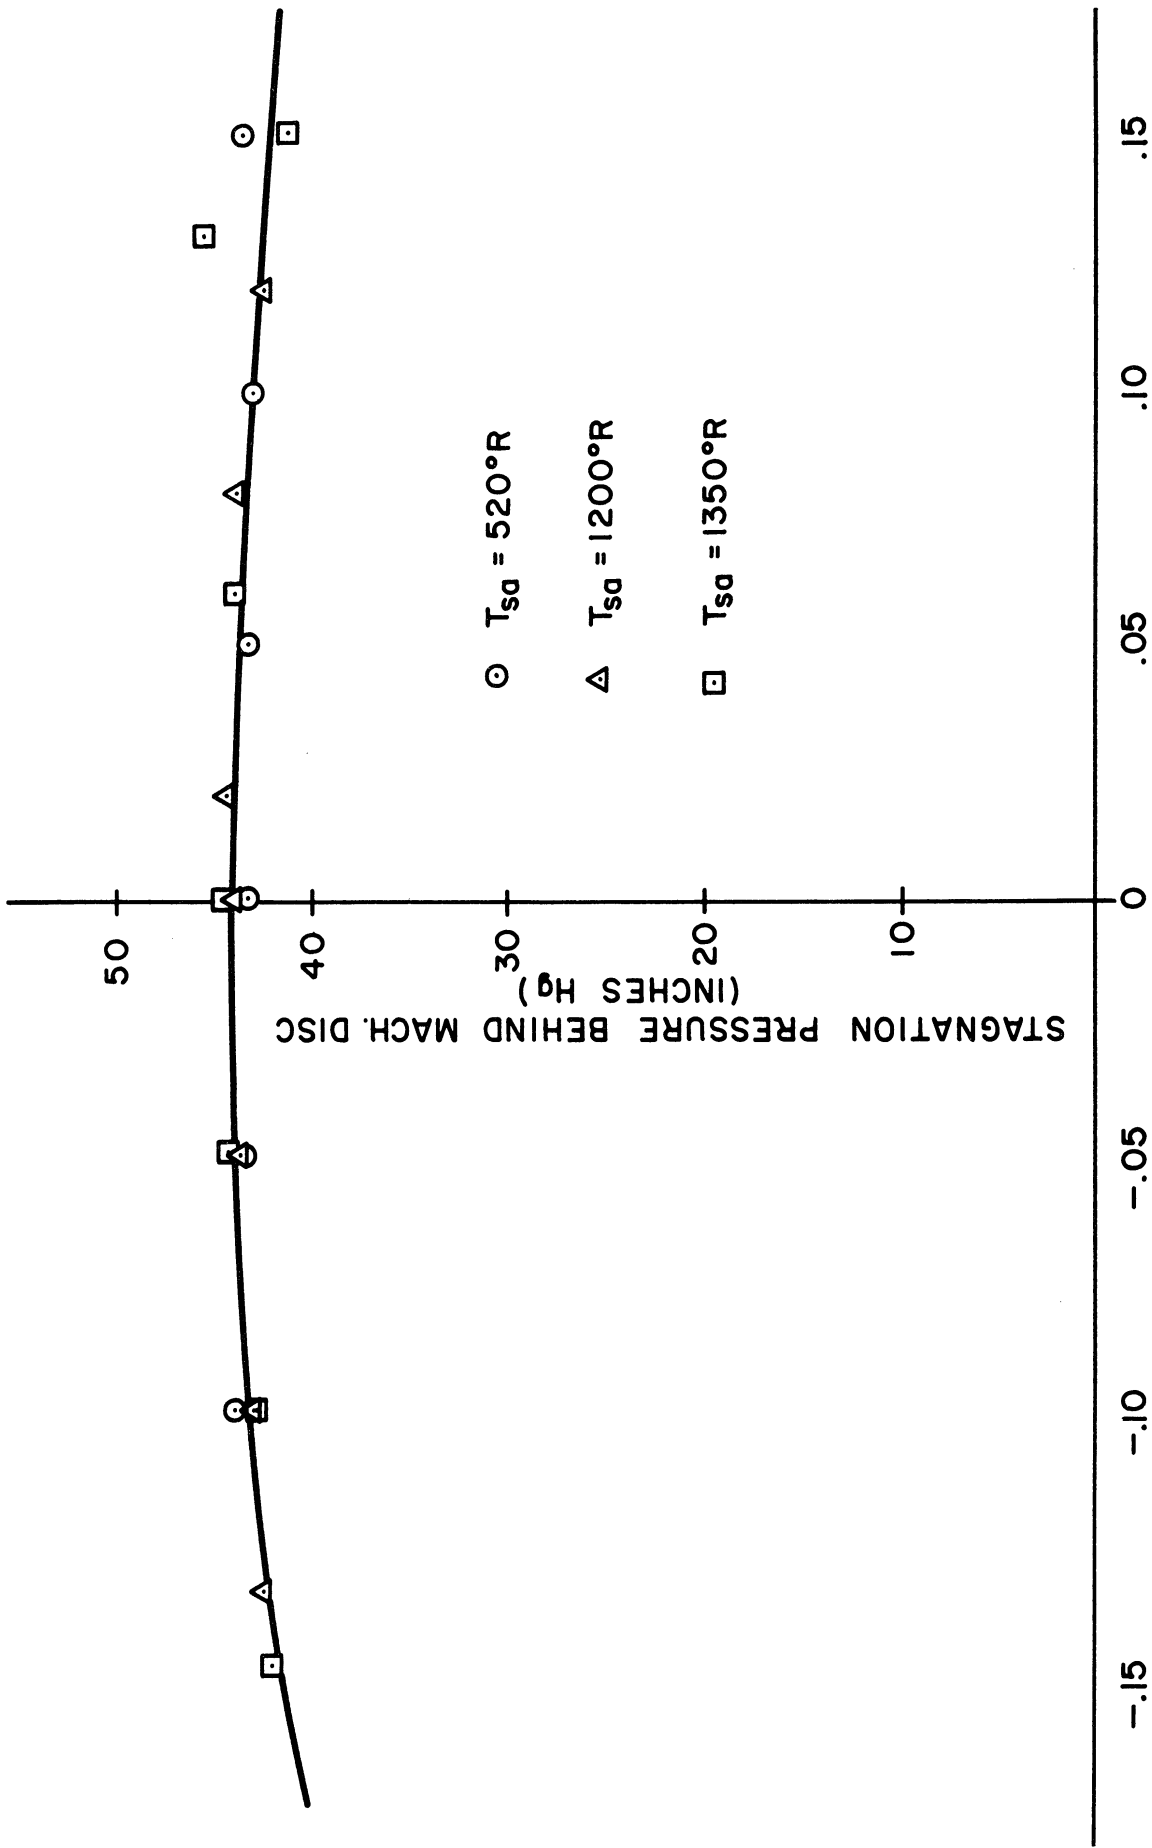 50
40
30
20
10
STAGNATION PRESSURE BEHIND MACH. DISC
(INCHES Hg)
⊙ Tsa = 520°R
△ Tsa = 1200°R
⊡ Tsa = 1350°R
-.15
-.10
-.05
0
.05
.10
.15